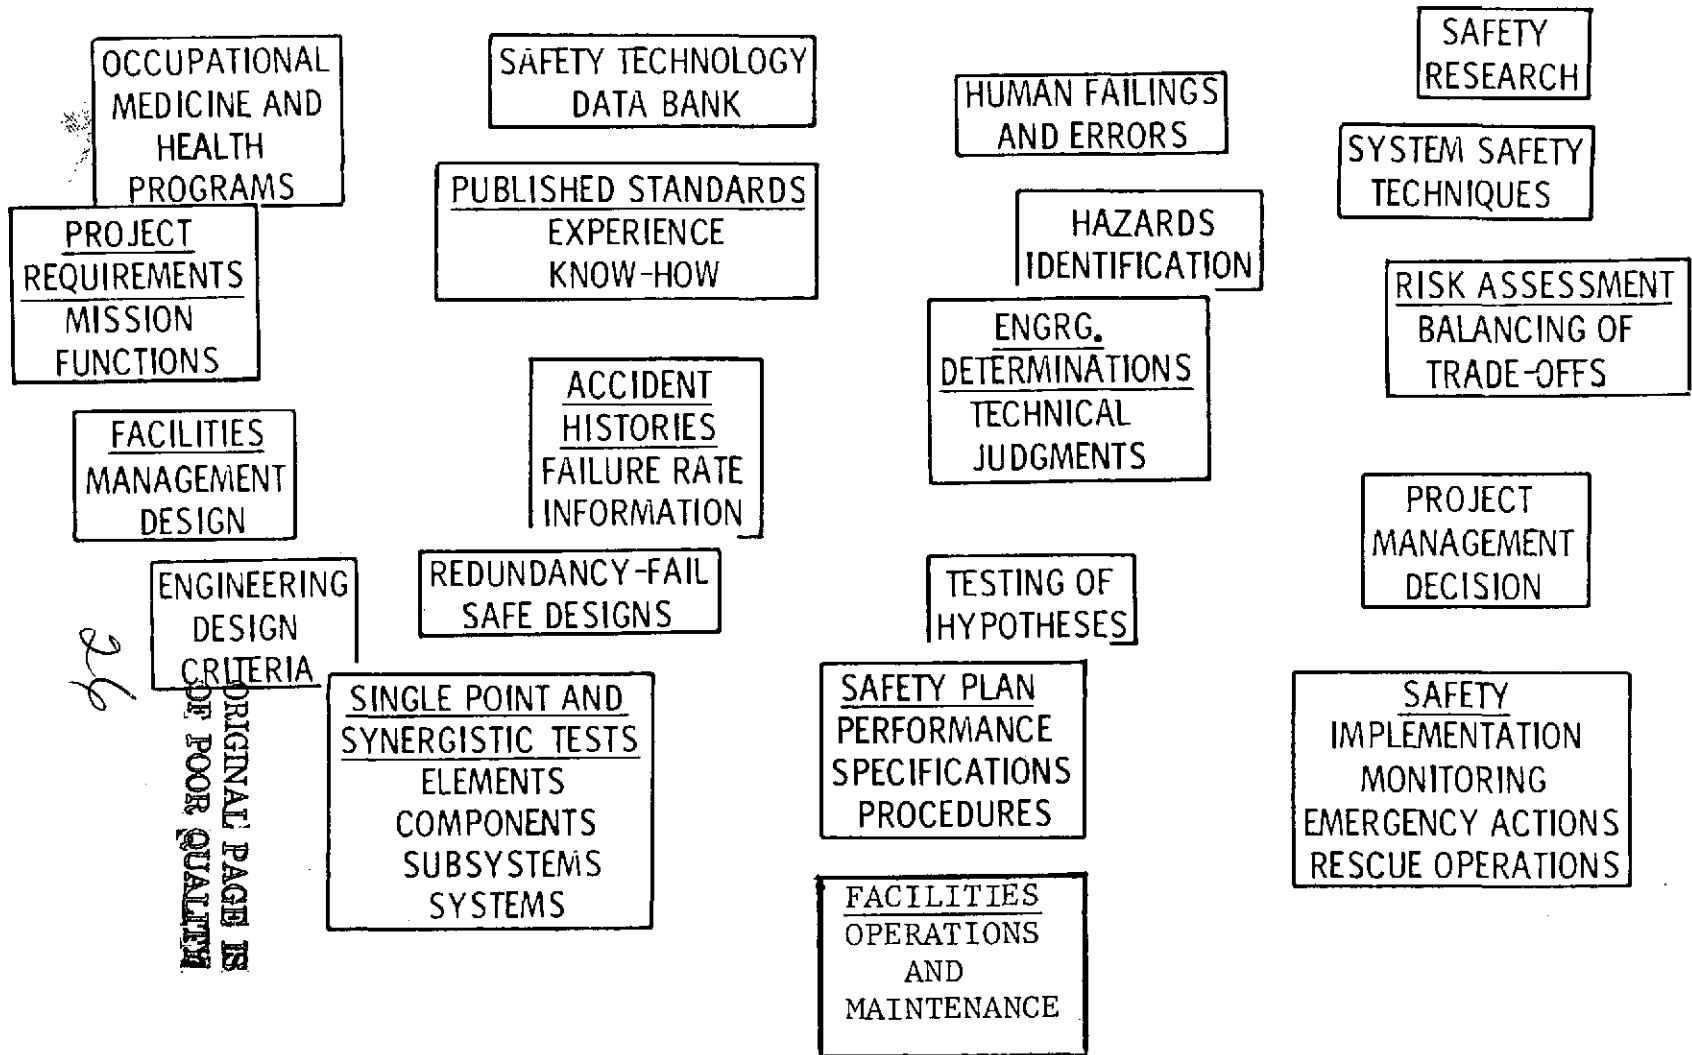 OCCUPATIONAL
MEDICINE AND
HEALTH
PROGRAMS
PROJECT
REQUIREMENTS
MISSION
FUNCTIONS
FACILITIES
MANAGEMENT
DESIGN
ENGINEERING
DESIGN
CRITERIA
SAFETY TECHNOLOGY
DATA BANK
PUBLISHED STANDARDS
EXPERIENCE
KNOW-HOW
ACCIDENT
HISTORIES
FAILURE RATE
INFORMATION
REDUNDANCY-FAIL
SAFE DESIGNS
SINGLE POINT AND
SYNERGISTIC TESTS
ELEMENTS
COMPONENTS
SUBSYSTEMS
SYSTEMS
HUMAN FAILINGS
AND ERRORS
HAZARDS
IDENTIFICATION
ENGRG.
DETERMINATIONS
TECHNICAL
JUDGMENTS
TESTING OF
HYPOTHESES
SAFETY PLAN
PERFORMANCE
SPECIFICATIONS
PROCEDURES
FACILITIES
OPERATIONS
AND
MAINTENANCE
SAFETY
RESEARCH
SYSTEM SAFETY
TECHNIQUES
RISK ASSESSMENT
BALANCING OF
TRADE-OFFS
PROJECT
MANAGEMENT
DECISION
SAFETY
IMPLEMENTATION
MONITORING
EMERGENCY ACTIONS
RESCUE OPERATIONS
26
ORIGINAL PAGE IS
OF POOR QUALITY